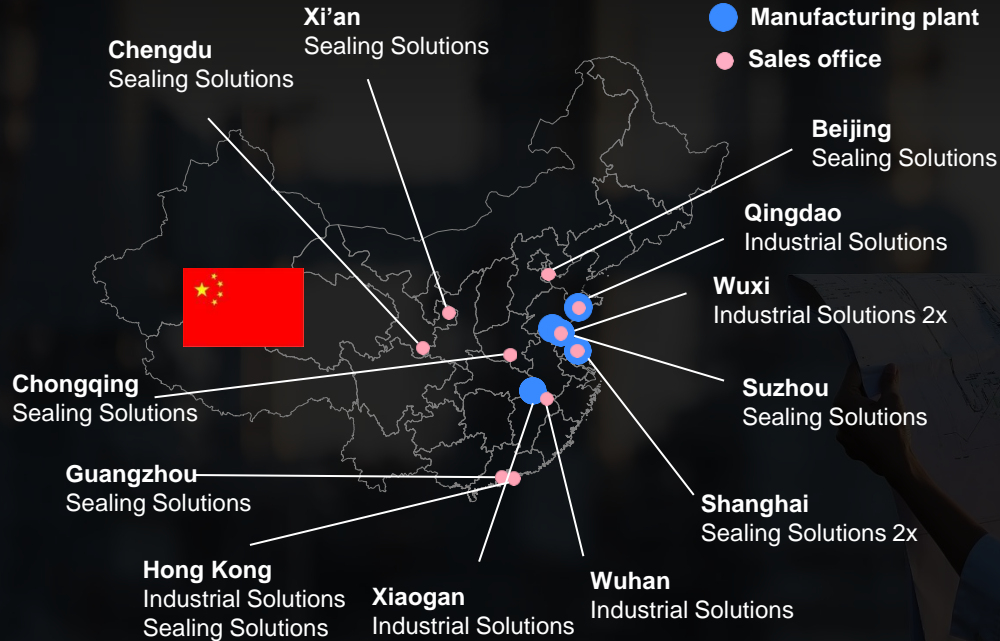 Manufacturing plant
Sales office
Xi’an
Sealing Solutions
Chengdu
Sealing Solutions
Beijing
Sealing Solutions
Qingdao
Industrial Solutions
Wuxi
Industrial Solutions 2x
Chongqing
Sealing Solutions
Suzhou
Sealing Solutions
Guangzhou
Sealing Solutions
Shanghai
Sealing Solutions 2x
Hong Kong
Industrial Solutions
Sealing Solutions
Xiaogan
Industrial Solutions
Wuhan
Industrial Solutions